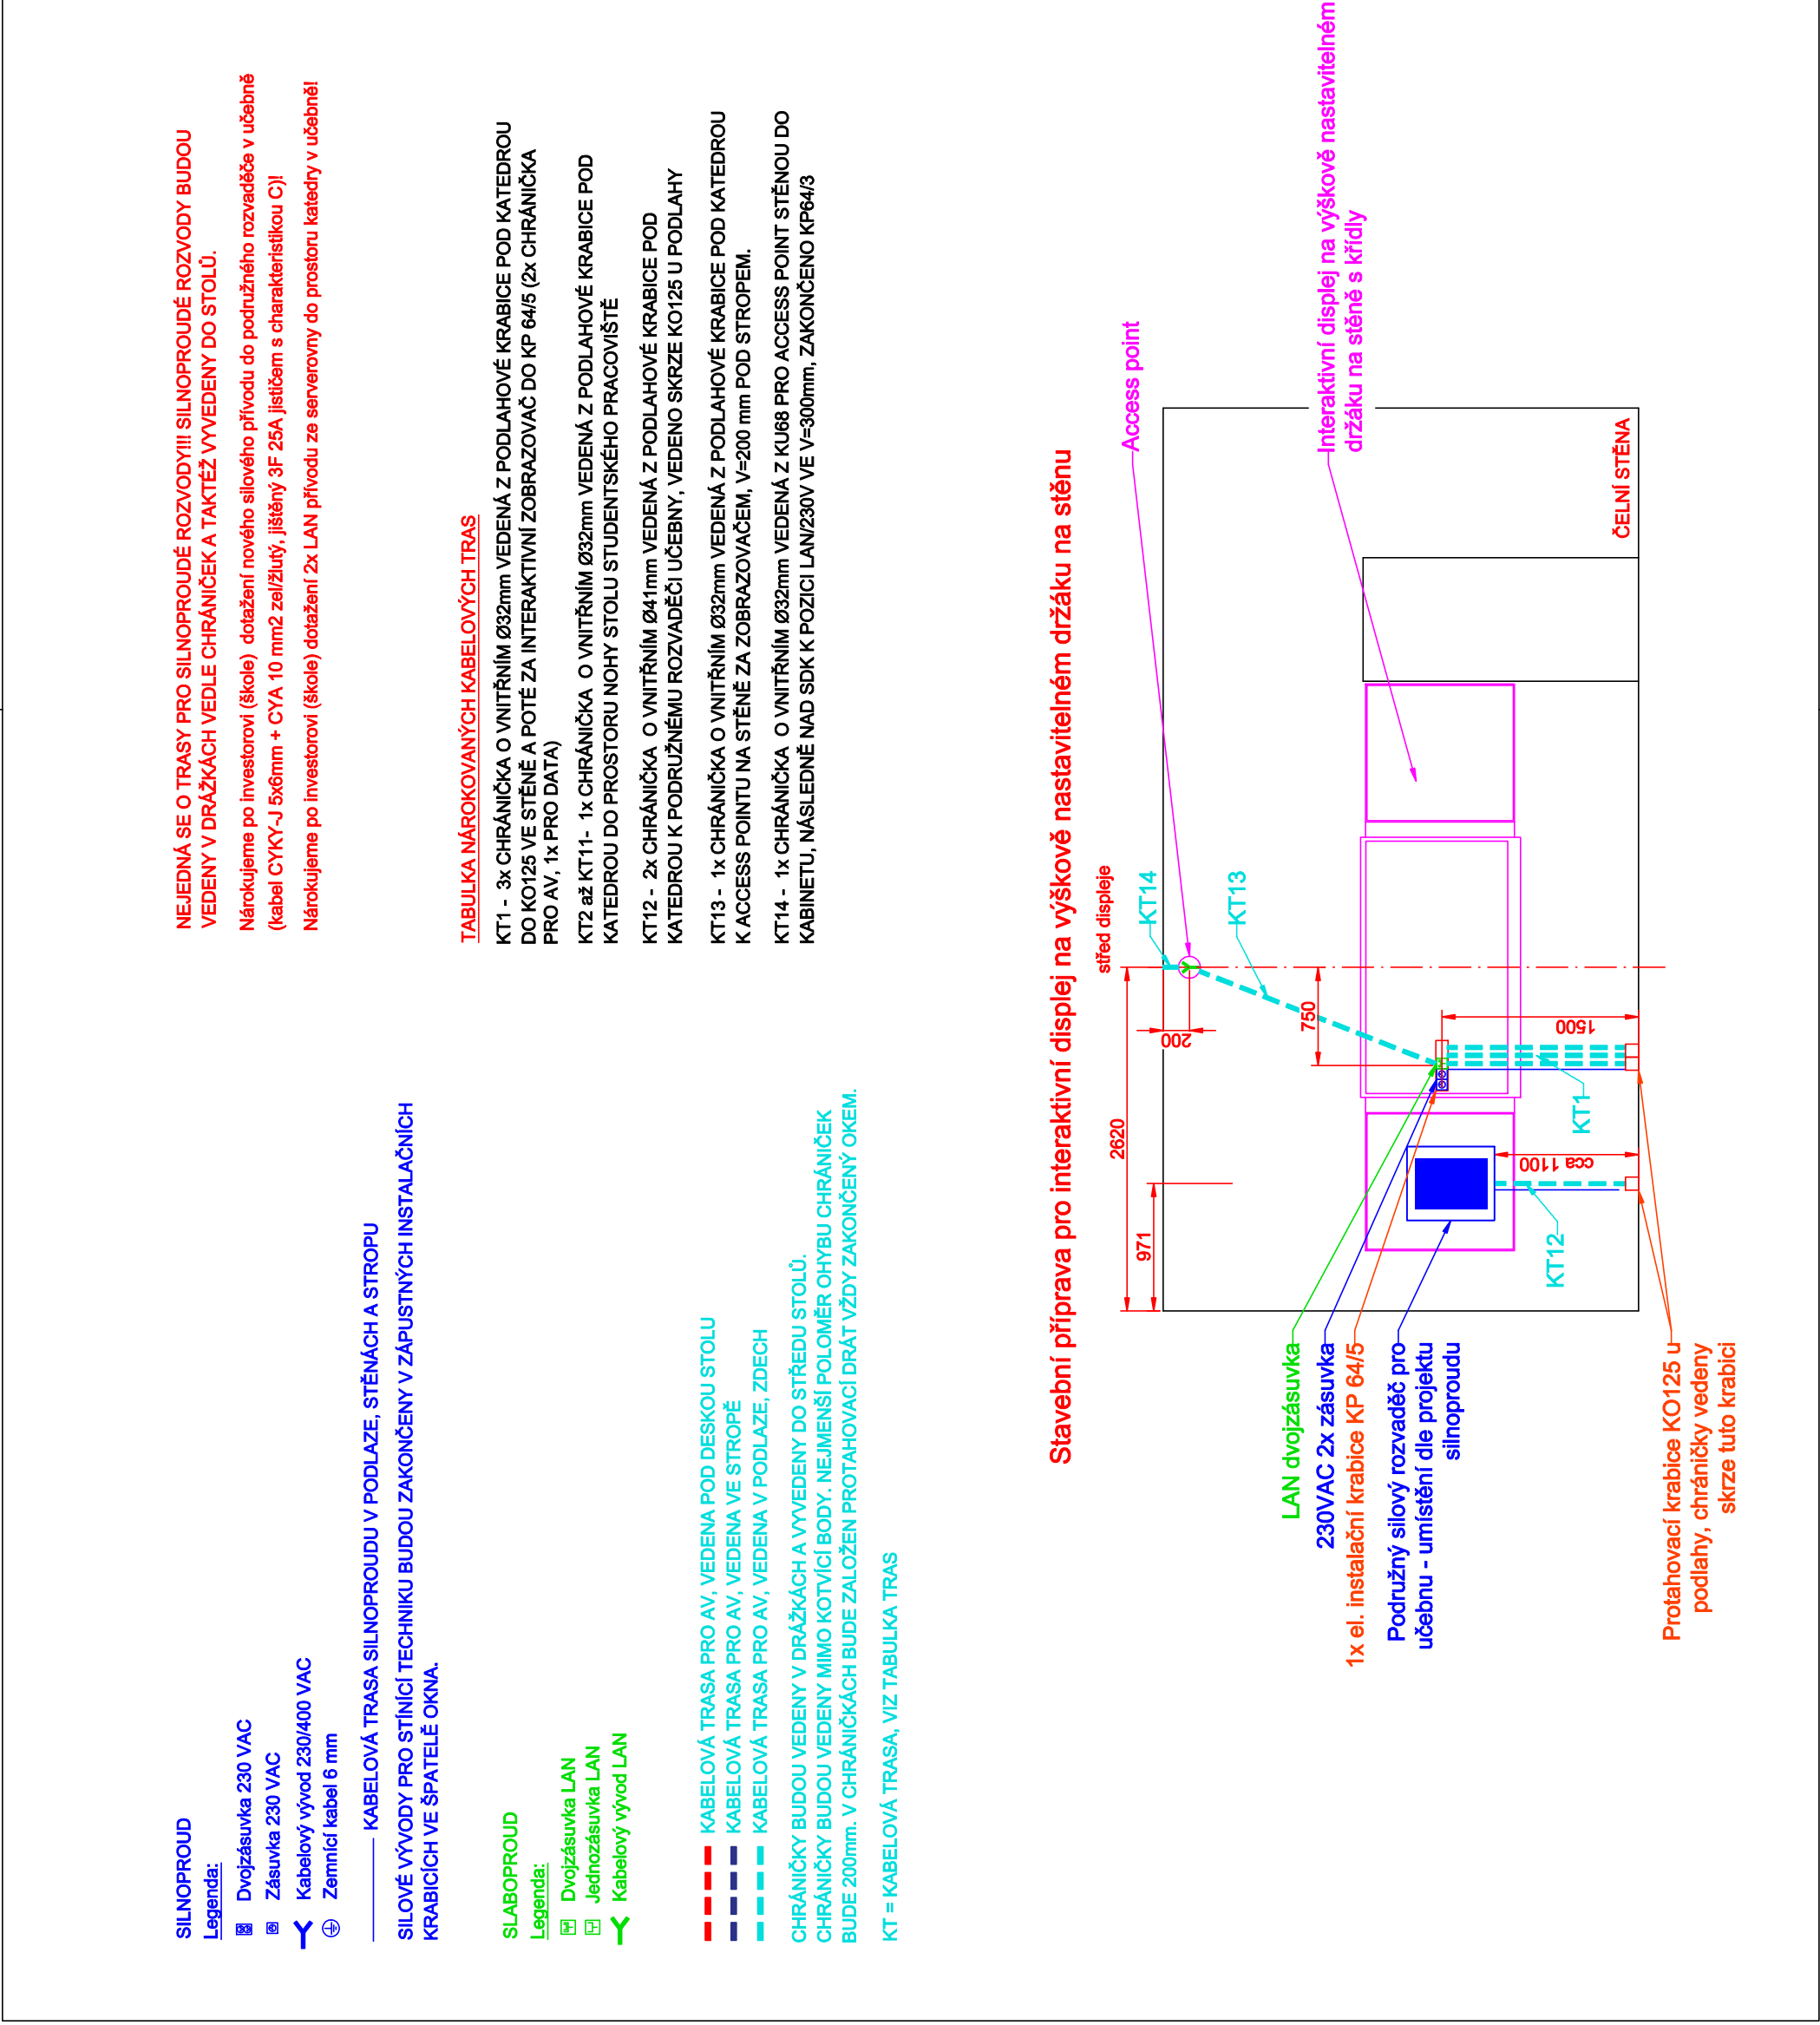 SILNOPROUD
Legenda:
Dvojzásuvka 230 VAC
Zásuvka 230 VAC
Kabelový vývod 230/400 VAC
Zemnící kabel 6 mm
KABELOVÁ TRASA SILNOPROUDU V PODLAZE, STĚNÁCH A STROPU
SILOVÉ VÝVODY PRO STÍNÍCÍ TECHNIKU BUDOU ZAKONČENY V ZÁPUSTNÝCH INSTALAČNÍCH
KRABICÍCH VE ŠPATELĚ OKNA.
SLABOPROUD
Legenda:
Dvojzásuvka LAN
Jednozásuvka LAN
Kabelový vývod LAN
KABELOVÁ TRASA PRO AV, VEDENA POD DESKOU STOLU
KABELOVÁ TRASA PRO AV, VEDENA VE STROPĚ
KABELOVÁ TRASA PRO AV, VEDENA V PODLAZE, ZDECH
CHRÁNIČKY BUDOU VEDENY V DRÁŽKÁCH A VYVEDENY DO STŘEDU STOLŮ.
CHRÁNIČKY BUDOU VEDENY MIMO KOTVÍCÍ BODY. NEJMENŠÍ POLOMĚR OHYBU CHRÁNIČEK
BUDE 200mm. V CHRÁNIČKÁCH BUDE ZALOŽEN PROTAHOVACÍ DRÁT VŽDY ZAKONČENÝ OKEM.
KT = KABELOVÁ TRASA, VIZ TABULKA TRAS
NEJEDNÁ SE O TRASY PRO SILNOPROUDÉ ROZVODY!!! SILNOPROUDÉ ROZVODY BUDOU
VEDENY V DRÁŽKÁCH VEDLE CHRÁNIČEK A TAKTÉŽ VYVEDENY DO STOLŮ.
Nárokujeme po investorovi (škole) dotažení nového silového přívodu do podružného rozvaděče v učebně
(kabel CYKY-J 5x6mm + CYA 10 mm2 zel/žlutý, jištěný 3F 25A jističem s charakteristikou C)!
Nárokujeme po investorovi (škole) dotažení 2x LAN přívodu ze serverovny do prostoru katedry v učebně!
TABULKA NÁROKOVANÝCH KABELOVÝCH TRAS
KT1 - 3x CHRÁNIČKA O VNITŘNÍM Ø32mm VEDENÁ Z PODLAHOVÉ KRABICE POD KATEDROU
DO KO125 VE STĚNĚ A POTÉ ZA INTERAKTIVNÍ ZOBRAZOVAČ DO KP 64/5 (2x CHRÁNIČKA
PRO AV, 1x PRO DATA)
KT2 až KT11- 1x CHRÁNIČKA O VNITŘNÍM Ø32mm VEDENÁ Z PODLAHOVÉ KRABICE POD
KATEDROU DO PROSTORU NOHY STOLU STUDENTSKÉHO PRACOVIŠTĚ
KT12 - 2x CHRÁNIČKA O VNITŘNÍM Ø41mm VEDENÁ Z PODLAHOVÉ KRABICE POD
KATEDROU K PODRUŽNÉMU ROZVADĚČI UČEBNY, VEDENO SKRZE KO125 U PODLAHY
KT13 - 1x CHRÁNIČKA O VNITŘNÍM Ø32mm VEDENÁ Z PODLAHOVÉ KRABICE POD KATEDROU
K ACCESS POINTU NA STĚNĚ ZA ZOBRAZOVAČEM, V=200 mm POD STROPEM.
KT14 - 1x CHRÁNIČKA O VNITŘNÍM Ø32mm VEDENÁ Z KU68 PRO ACCESS POINT STĚNOU DO
KABINETU, NÁSLEDNĚ NAD SDK K POZICI LAN/230V VE V=300mm, ZAKONČENO KP64/3
Stavební příprava pro interaktivní displej na výškově nastavitelném držáku na stěnu
střed displeje
Access point
2620
971
KT14
200
KT13
750
1500
KT1
cca 1100
KT12
Interaktivní displej na výškově nastavitelném
držáku na stěně s křídly
ČELNÍ STĚNA
LAN dvojzásuvka
230VAC 2x zásuvka
1x el. instalační krabice KP 64/5
Podružný silový rozvaděč pro
učebnu - umístění dle projektu
silnoproudu
Protahovací krabice KO125 u
podlahy, chráničky vedeny
skrze tuto krabici